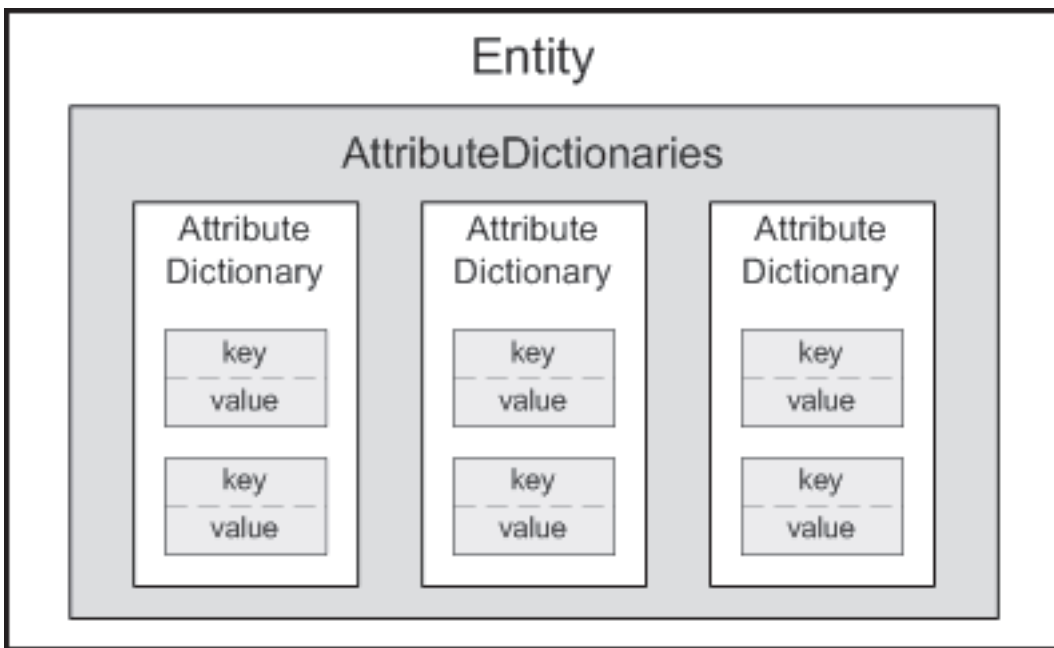 Entity
AttributeDictionaries
Attribute
Dictionary
key
value
key
value
Attribute
Dictionary
key
value
key
value
Attribute
Dictionary
key
value
key
value